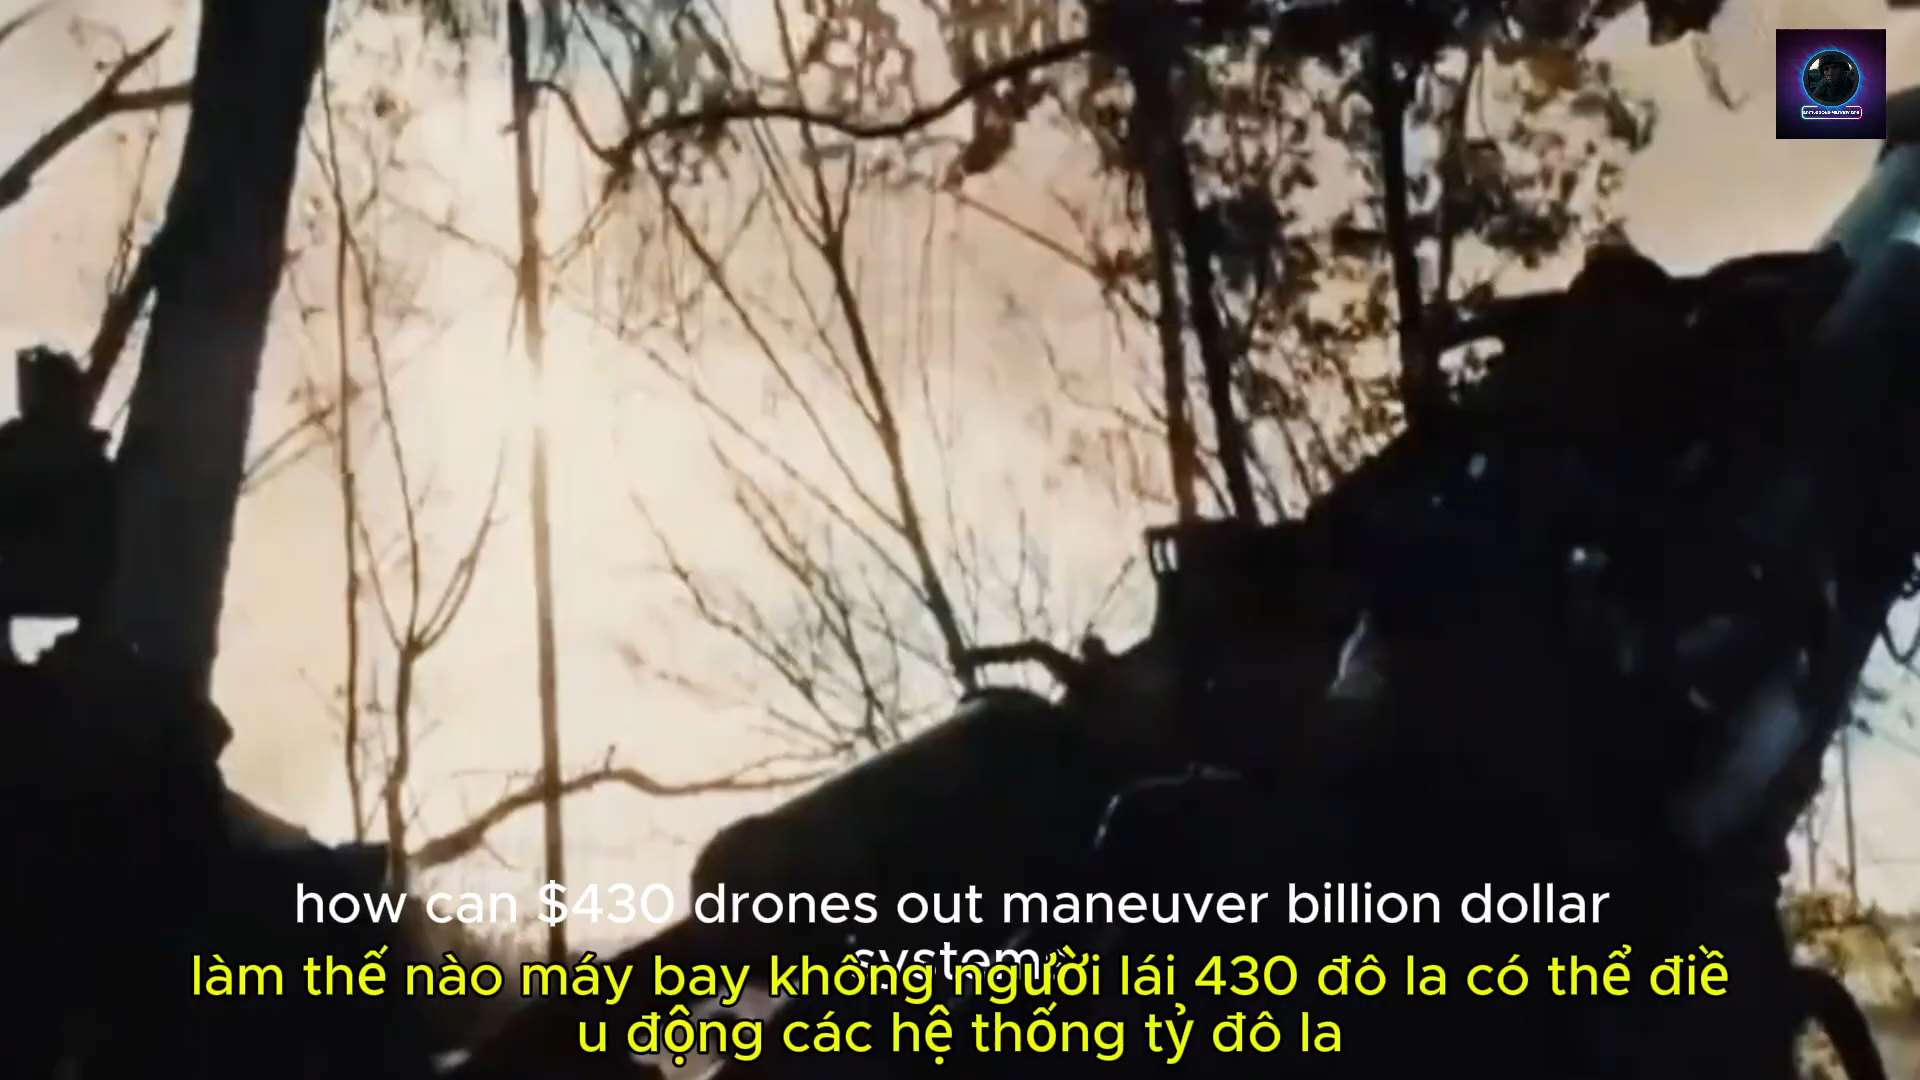 how can $430 drones out maneuver billion dollar
systems
làm thế nào máy bay không người lái 430 đô la có thể điề
u động các hệ thống tỷ đô la